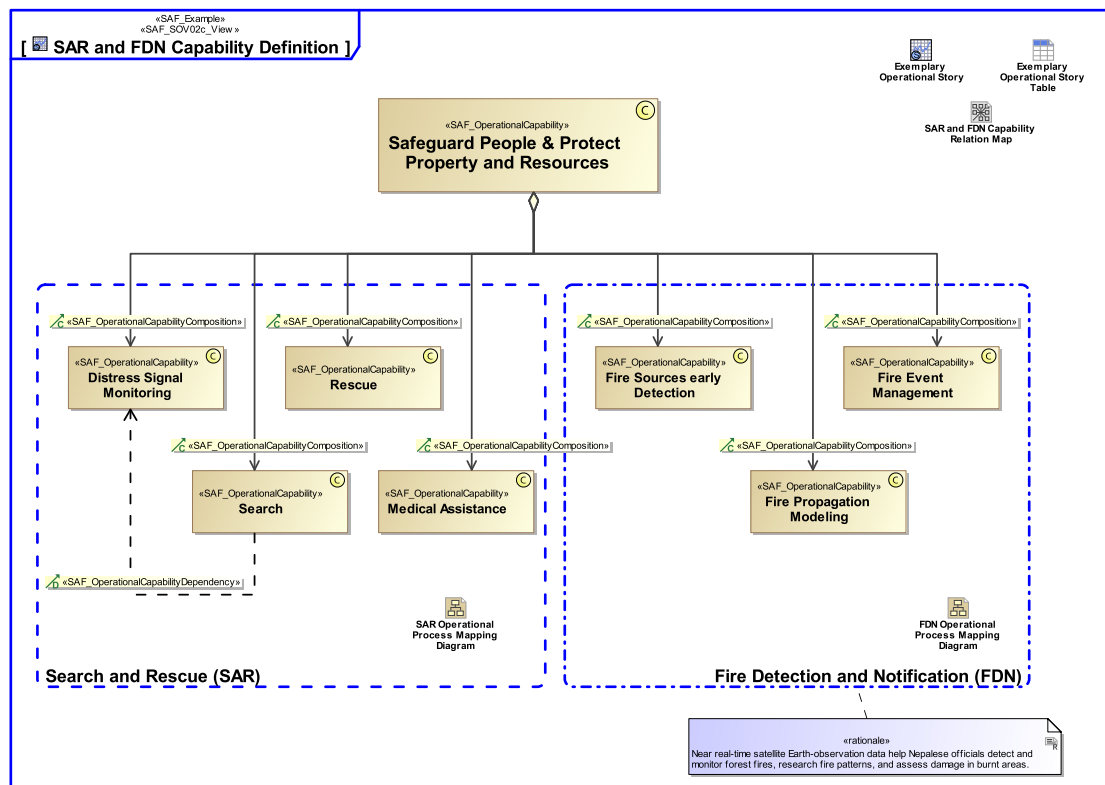 «SAF_Example»
«SAF_SOV02c_View »
[ SAR and FDN Capability Definition ]
Exemplary
Operational Story
Exemplary
Operational Story
Table
SAR and FDN Capability
Relation Map
C
«SAF_OperationalCapability»
Safeguard People & Protect
Property and Resources
C «SAF_OperationalCapabilityComposition»
C «SAF_OperationalCapabilityComposition»
C «SAF_OperationalCapabilityComposition»
C «SAF_OperationalCapabilityComposition»
C
«SAF_OperationalCapability»
Distress Signal
Monitoring
C
«SAF_OperationalCapability»
Rescue
C
«SAF_OperationalCapability»
Fire Sources early
Detection
C
«SAF_OperationalCapability»
Fire Event
Management
C «SAF_OperationalCapabilityComposition»
C «SAF_OperationalCapabilityComposition»
C «SAF_OperationalCapabilityComposition»
C
«SAF_OperationalCapability»
Search
C
«SAF_OperationalCapability»
Medical Assistance
C
«SAF_OperationalCapability»
Fire Propagation
Modeling
D «SAF_OperationalCapabilityDependency»
SAR Operational
Process Mapping
Diagram
FDN Operational
Process Mapping
Diagram
Search and Rescue (SAR)
Fire Detection and Notification (FDN)
«rationale»
R
Near real-time satellite Earth-observation data help Nepalese officials detect and
monitor forest fires, research fire patterns, and assess damage in burnt areas.